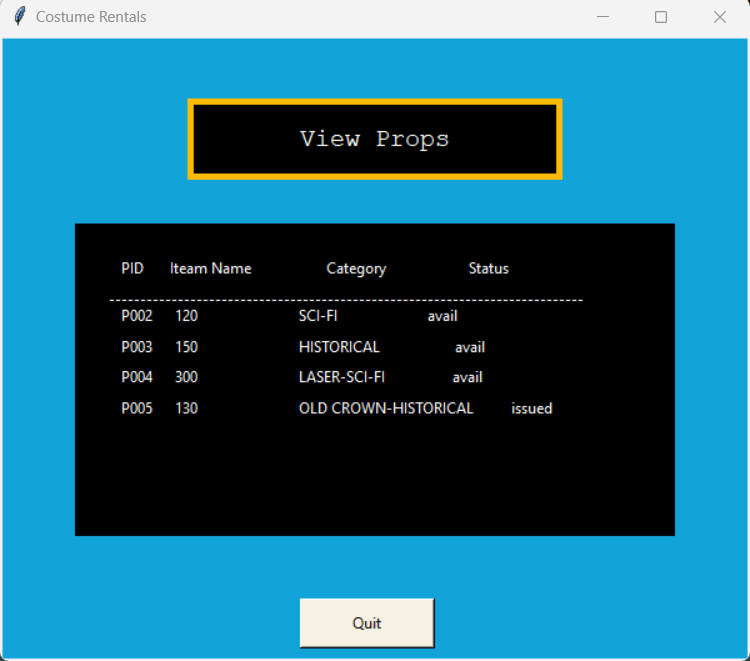 Costume Rentals
View Props
PID Iteam Name Category Status
--------------------------------------------------------------------------------
P002 120 SCI-FI avail
P003 150 HISTORICAL avail
P004 300 LASER-SCI-FI avail
P005 130 OLD CROWN-HISTORICAL issued
Quit